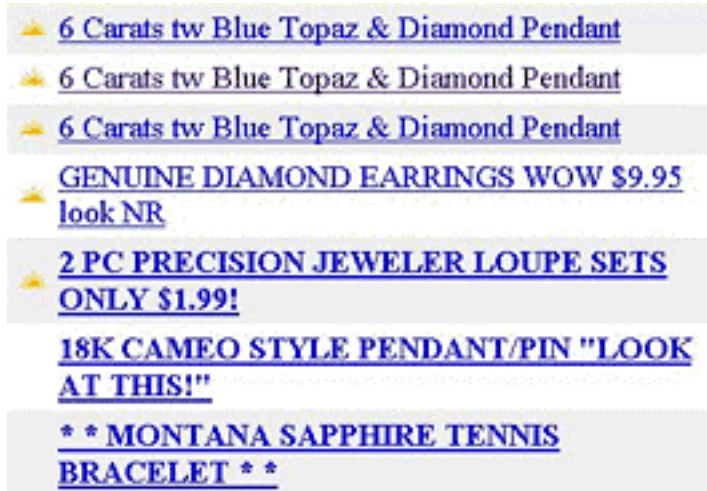 6 Carats tw Blue Topaz & Diamond Pendant
6 Carats tw Blue Topaz & Diamond Pendant
6 Carats tw Blue Topaz & Diamond Pendant
GENUINE DIAMOND EARRINGS WOW $9.95
look NR
2 PC PRECISION JEWELER LOUPE SETS
ONLY $1.99!
18K CAMEO STYLE PENDANT/PIN "LOOK
AT THIS!"
* * MONTANA SAPPHIRE TENNIS
BRACELET * *